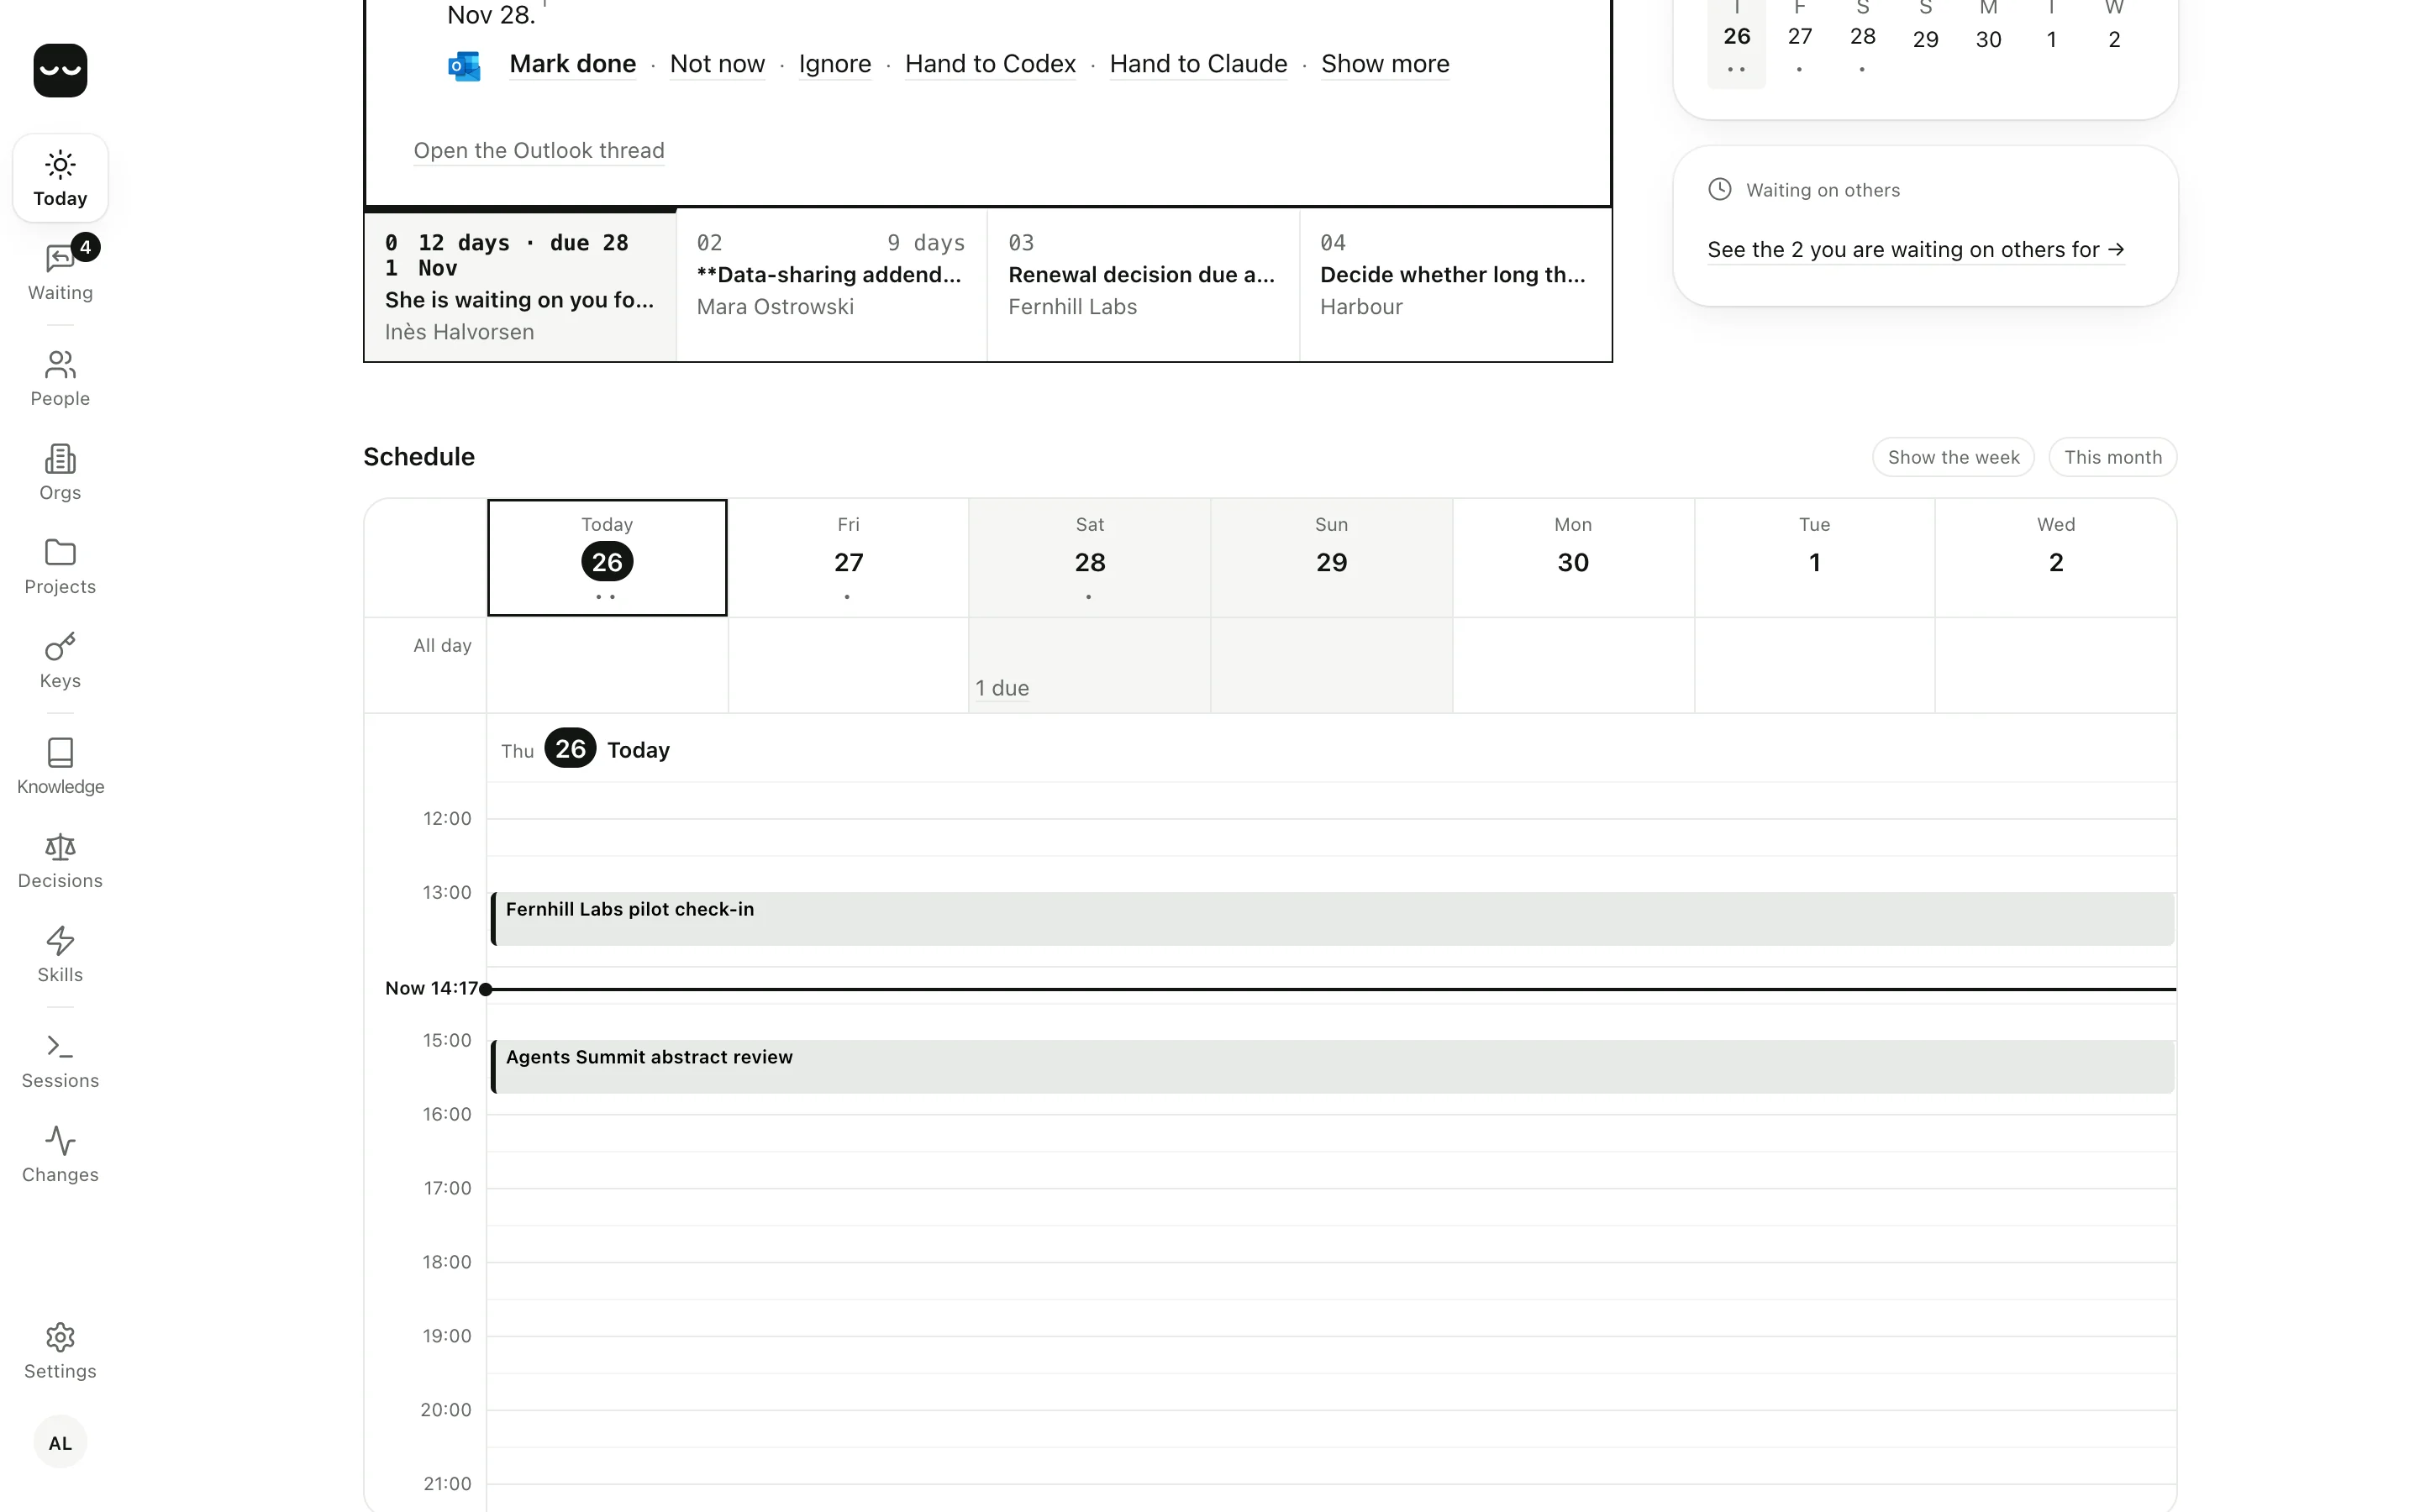 Nov 28.
Mark done · Not now · Ignore · Hand to Codex · Hand to Claude · Show more
Open the Outlook thread
0 12 days · due 28
1 Nov
She is waiting on you fo...
Inès Halvorsen
02 9 days
**Data-sharing addend...
Mara Ostrowski
03
Renewal decision due a...
Fernhill Labs
04
Decide whether long th...
Harbour
T F S S M T W
26 27 28 29 30 1 2
Waiting on others
See the 2 you are waiting on others for →
Today
4
Waiting
People
Orgs
Projects
Keys
Knowledge
Decisions
Skills
Sessions
Changes
Settings
AL
Schedule
Show the week
This month
Today Fri Sat Sun Mon Tue Wed
26 27 28 29 30 1 2
All day
1 due
Thu 26 Today
12:00
13:00
Fernhill Labs pilot check-in
Now 14:17
15:00
Agents Summit abstract review
16:00
17:00
18:00
19:00
20:00
21:00